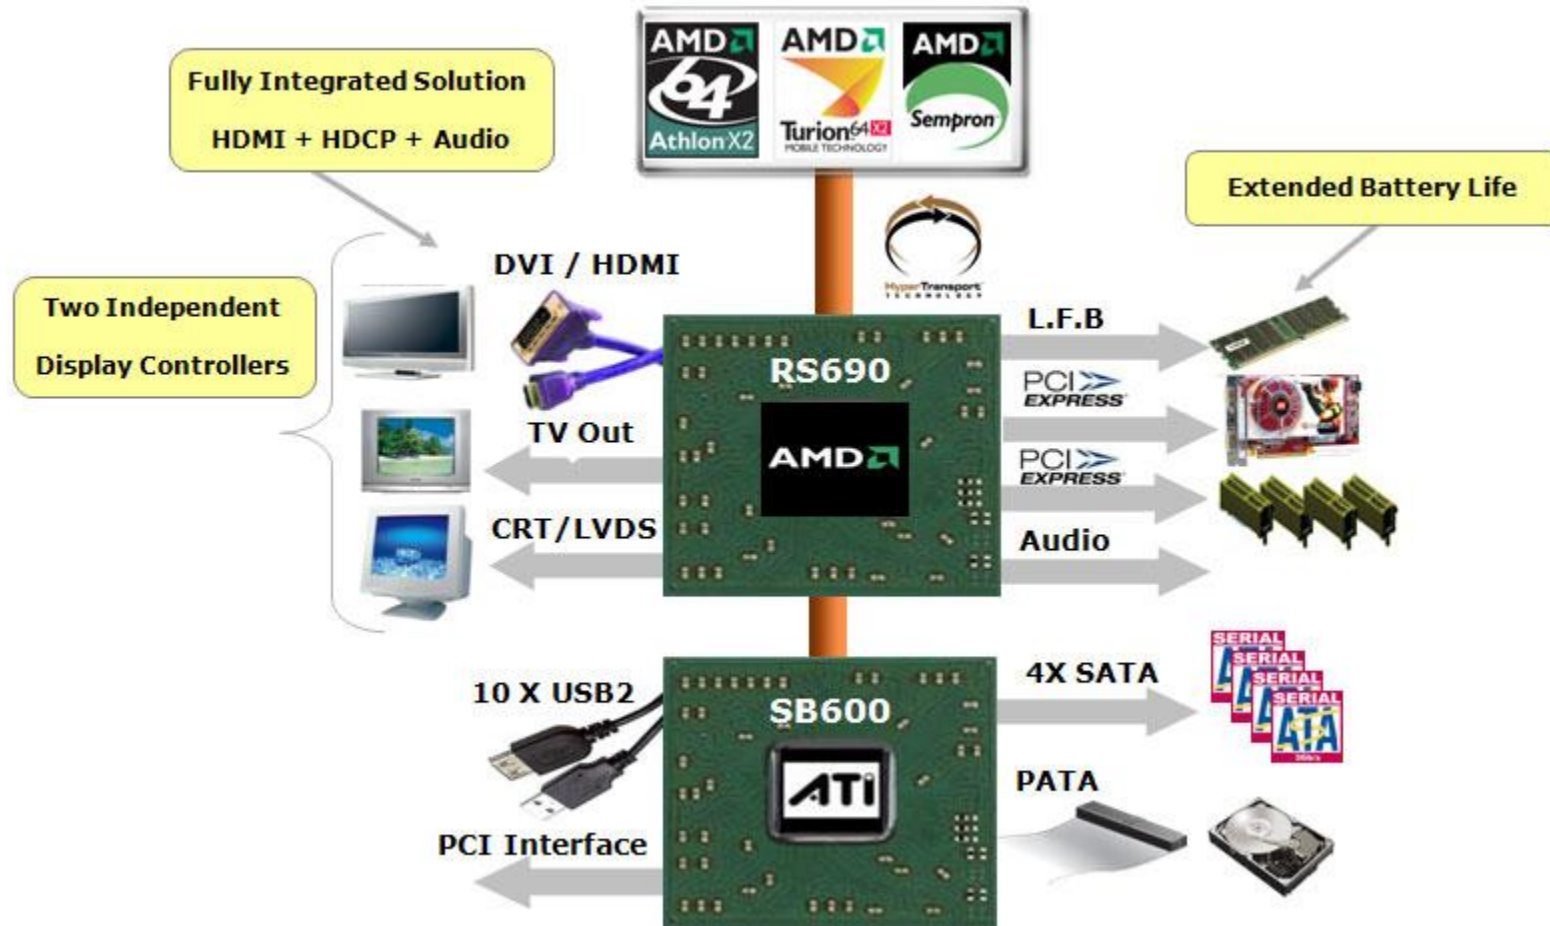 AMD
64
Athlon X2
AMD
Turion 64 X2
MOBILE TECHNOLOGY
AMD
Sempron
Fully Integrated Solution
HDMI + HDCP + Audio
Extended Battery Life
HyperTransport
TECHNOLOGY
Two Independent
Display Controllers
DVI / HDMI
TV Out
CRT/LVDS
RS690
AMD
L.F.B
PCI
EXPRESS
PCI
EXPRESS
Audio
10 X USB2
PCI Interface
SB600
ATi
4X SATA
SERIAL
SERIAL
ATA
PATA